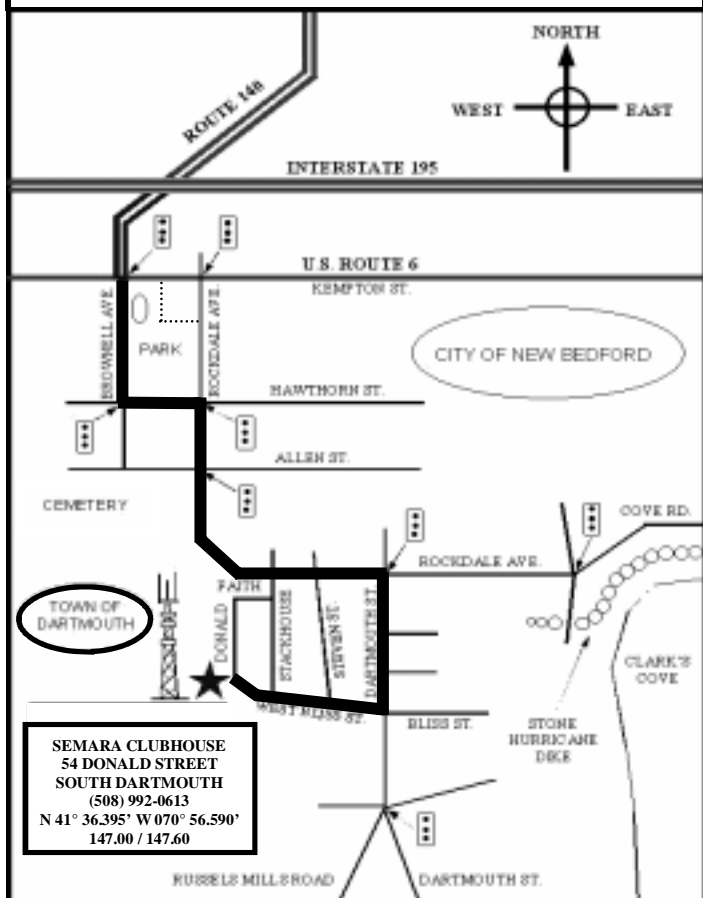 NORTH
WEST
EAST
ROUTE 140
INTERSTATE 195
U.S. ROUTE 6
KEMPTON ST.
BROWNELL AVE.
PARK
ROCKDALE AVE.
CITY OF NEW BEDFORD
HAWTHORN ST.
ALLEN ST.
CEMETERY
COVE RD.
ROCKDALE AVE.
FAITH
TOWN OF
DARTMOUTH
DONALD
STACKHOUSE
STEVEN ST.
DARTMOUTH ST.
CLARK'S
COVE
WEST BLISS ST.
BLISS ST.
STONE
HURRICANE
DIKE
SEMARA CLUBHOUSE
54 DONALD STREET
SOUTH DARTMOUTH
(508) 992-0613
N 41° 36.395’ W 070° 56.590’
147.00 / 147.60
RUSSELS MILLS ROAD
DARTMOUTH ST.